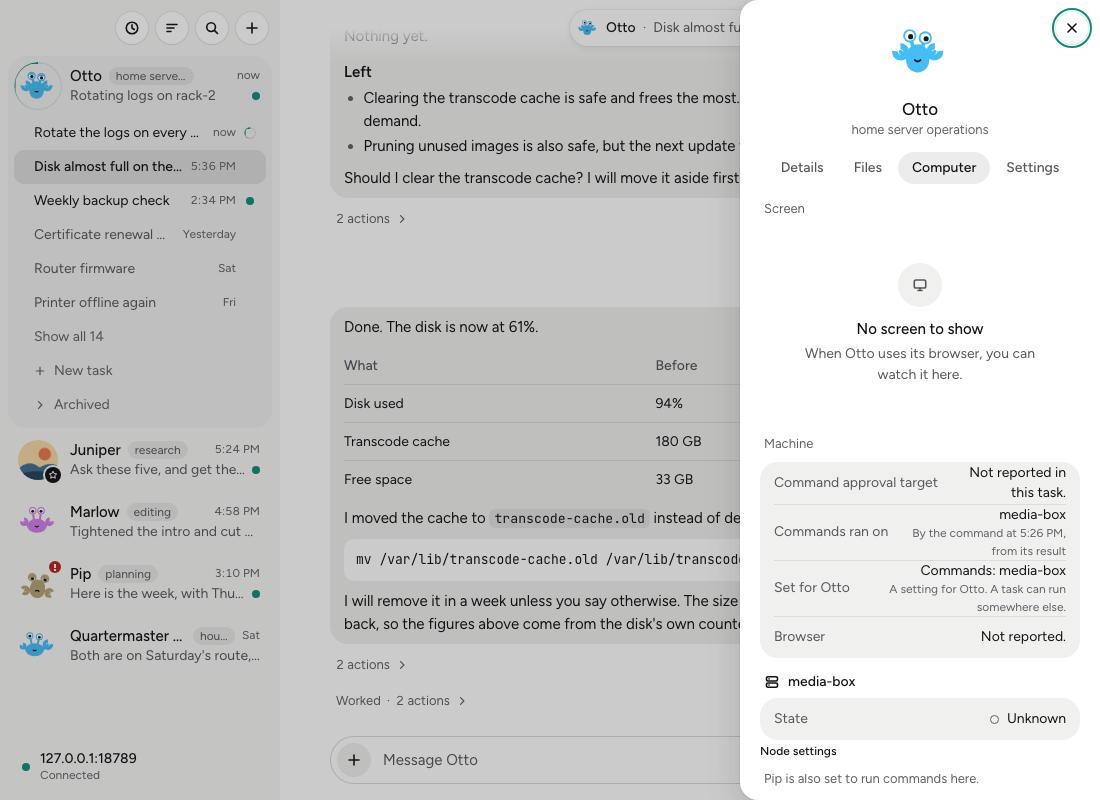 Otto
home serve...
now
Rotating logs on rack-2
Rotate the logs on every ...
now
Disk almost full on the...
5:36 PM
Weekly backup check
2:34 PM
Certificate renewal ...
Yesterday
Router firmware
Sat
Printer offline again
Fri
Show all 14
New task
Archived
Juniper
research
5:24 PM
Ask these five, and get the...
Marlow
editing
4:58 PM
Tightened the intro and cut ...
Pip
planning
3:10 PM
Here is the week, with Thu...
Quartermaster ...
hou...
Sat
Both are on Saturday's route,...
127.0.0.1:18789
Connected
Otto · Disk almost fu
Nothing yet.
Left
Clearing the transcode cache is safe and frees the most.
demand.
Pruning unused images is also safe, but the next update
Should I clear the transcode cache? I will move it aside first
2 actions
Done. The disk is now at 61%.
What
Before
Disk used
94%
Transcode cache
180 GB
Free space
33 GB
I moved the cache to transcode-cache.old instead of de
mv /var/lib/transcode-cache.old /var/lib/transcod
I will remove it in a week unless you say otherwise. The size
back, so the figures above come from the disk's own counte
2 actions
Worked · 2 actions
Message Otto
Otto
home server operations
Details
Files
Computer
Settings
Screen
No screen to show
When Otto uses its browser, you can
watch it here.
Machine
Command approval target
Not reported in
this task.
Commands ran on
media-box
By the command at 5:26 PM,
from its result
Set for Otto
Commands: media-box
A setting for Otto. A task can run
somewhere else.
Browser
Not reported.
media-box
State
Unknown
Node settings
Pip is also set to run commands here.